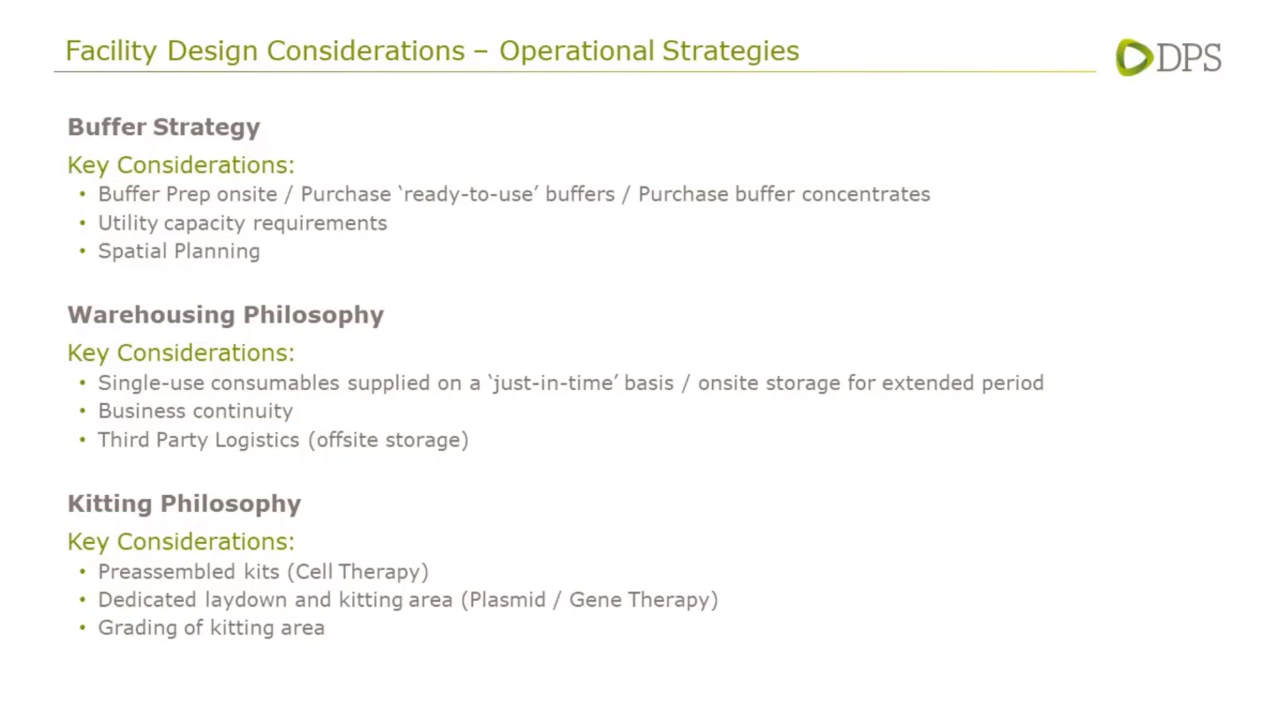 Facility Design Considerations – Operational Strategies
DPS
Buffer Strategy
Key Considerations:
• Buffer Prep onsite / Purchase ‘ready-to-use’ buffers / Purchase buffer concentrates
• Utility capacity requirements
• Spatial Planning
Warehousing Philosophy
Key Considerations:
• Single-use consumables supplied on a ‘just-in-time’ basis / onsite storage for extended period
• Business continuity
• Third Party Logistics (offsite storage)
Kitting Philosophy
Key Considerations:
• Preassembled kits (Cell Therapy)
• Dedicated laydown and kitting area (Plasmid / Gene Therapy)
• Grading of kitting area